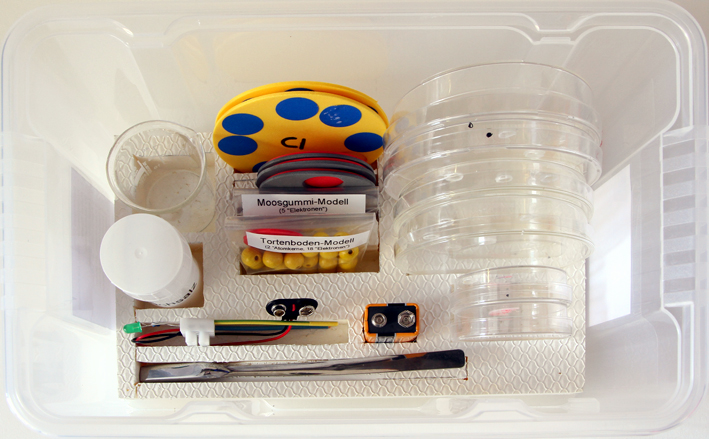 Cl
Moosgummi-Modell
(5 "Elektronen")
Tortenboden-Modell
(2 "Atomkerne, 16 "Elektronen")